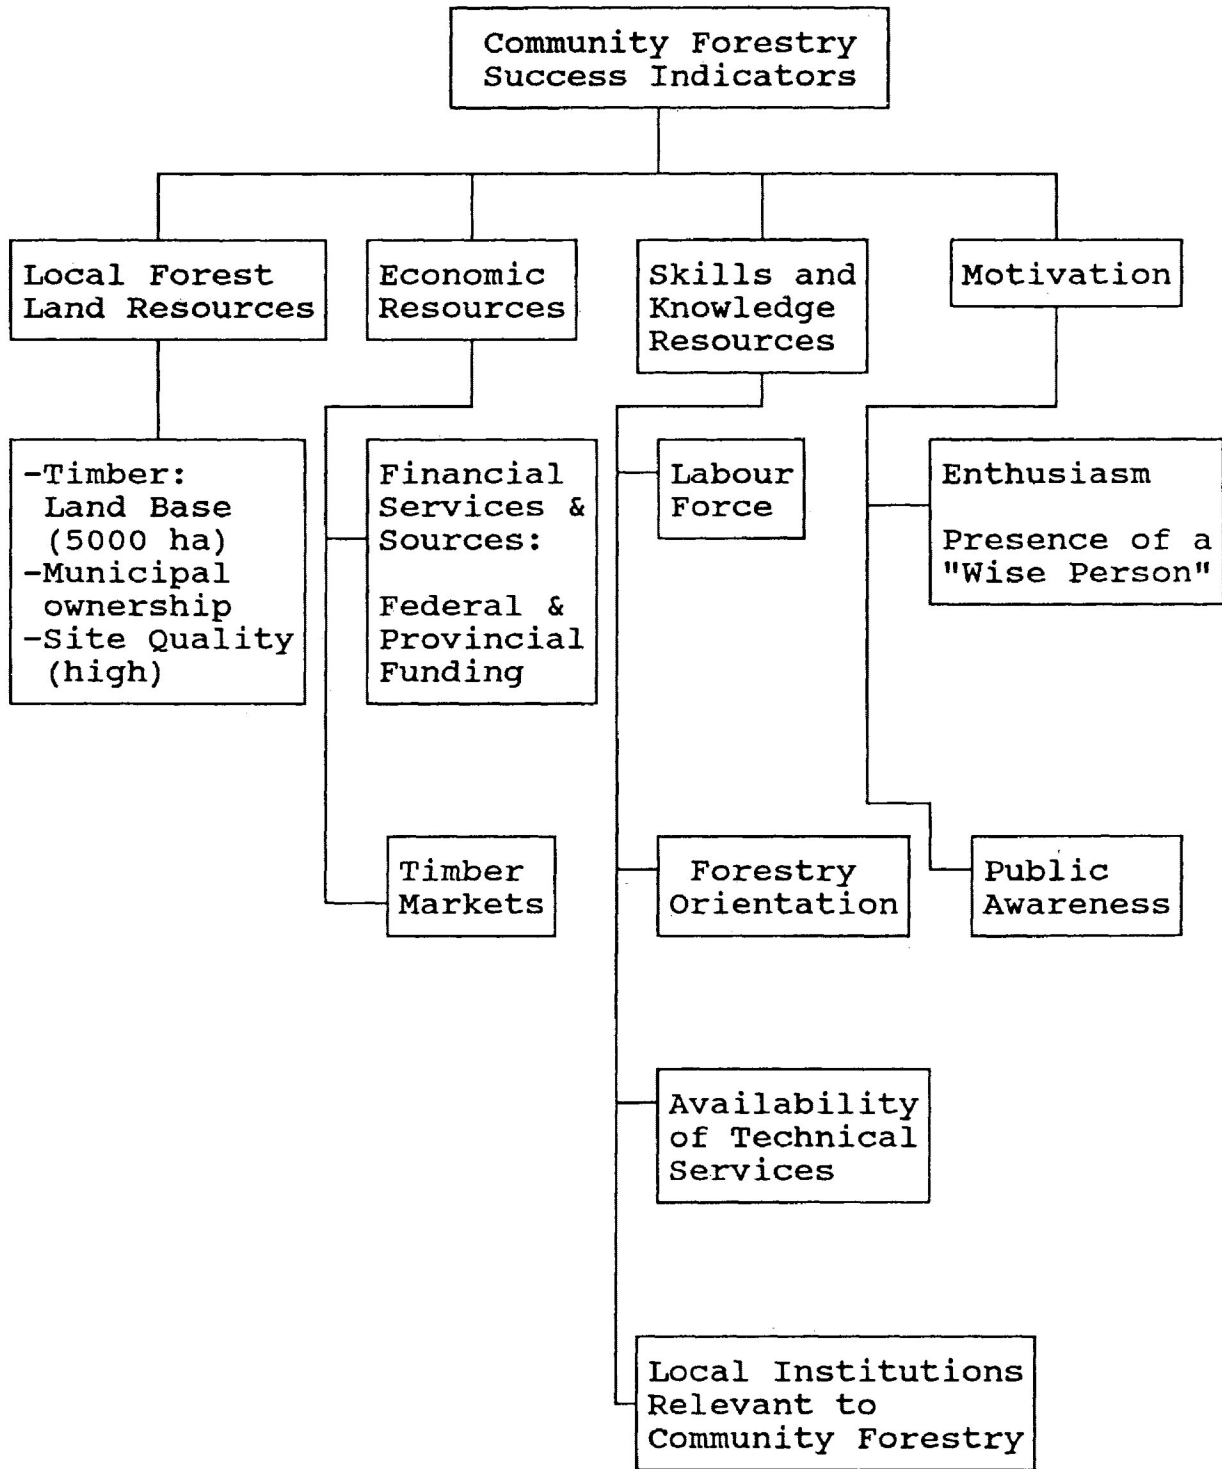 Community Forestry
Success Indicators
Local Forest
Land Resources
Economic
Resources
Skills and
Knowledge
Resources
Motivation
-Timber:
Land Base
(5000 ha)
-Municipal
ownership
-Site Quality
(high)
Financial
Services &
Sources:
Federal &
Provincial
Funding
Labour
Force
Enthusiasm
Presence of a
"Wise Person"
Timber
Markets
Forestry
Orientation
Public
Awareness
Availability
of Technical
Services
Local Institutions
Relevant to
Community Forestry